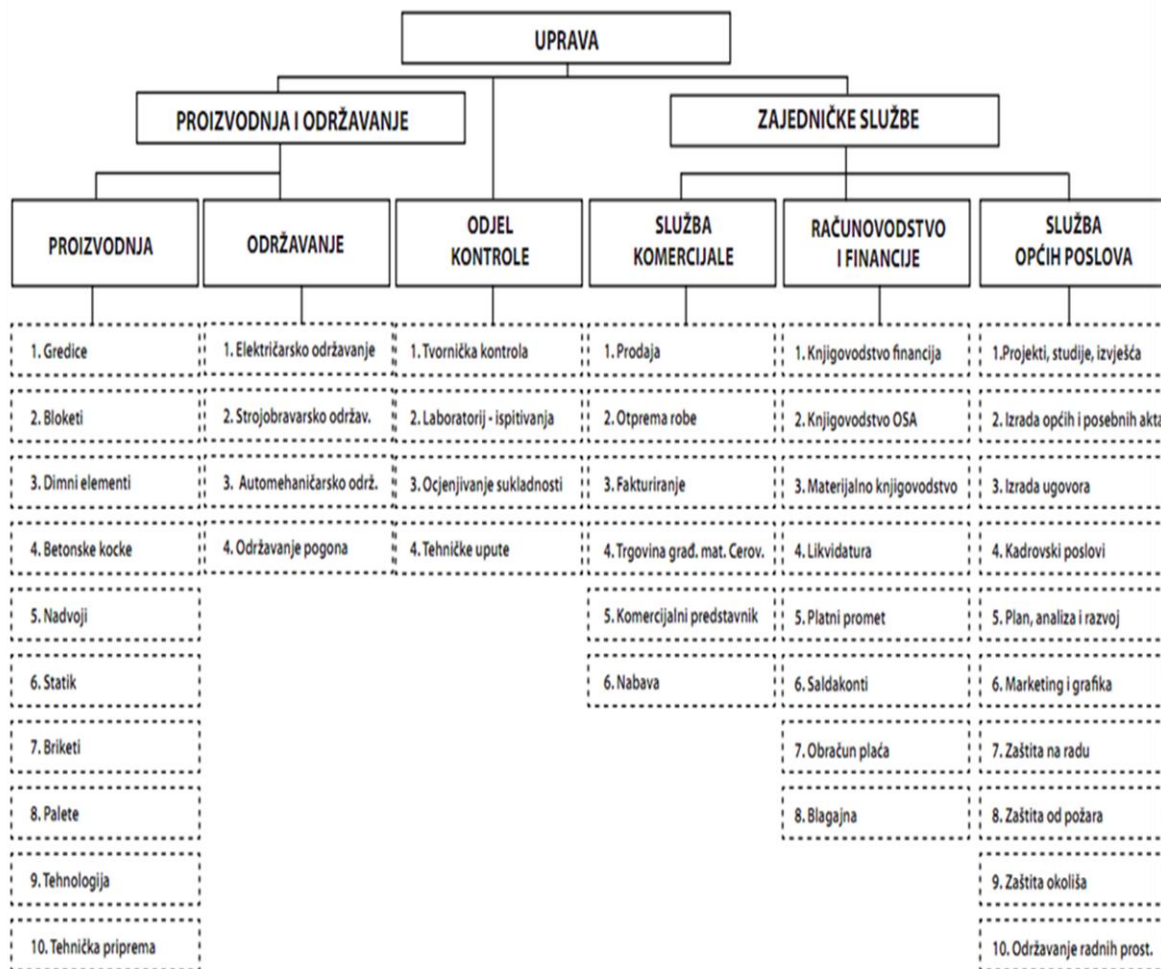 UPRAVA
PROIZVODNJA I ODRŽAVANJE
ZAJEDNIČKE SLUŽBE
PROIZVODNJA
ODRŽAVANJE
ODJEL
KONTROLE
SLUŽBA
KOMERCIJALE
RAČUNOVODSTVO
I FINANCIJE
SLUŽBA
OPĆIH POSLOVA
1. Gredice
2. Bloketi
3. Dimni elementi
4. Betonske kocke
5. Nadvoji
6. Statik
7. Briketi
8. Palete
9. Tehnologija
10. Tehnička priprema
1. Električarsko održavanje
2. Strojobravarsko održav.
3. Automehaničarsko održ.
4. Održavanje pogona
1. Tvornička kontrola
2. Laboratorij - ispitivanja
3. Ocjenjivanje sukladnosti
4. Tehničke upute
1. Prodaja
2. Otprema robe
3. Fakturiranje
4. Trgovina građ. mat. Cerov.
5. Komercijalni predstavnik
6. Nabava
1. Knjigovodstvo financija
2. Knjigovodstvo OSA
3. Materijalno knjigovodstvo
4. Likvidatura
5. Platni promet
6. Saldakonti
7. Obračun plaća
8. Blagajna
1.Projekti, studije, izvješća
2. Izrada općih i posebnih akta
3. Izrada ugovora
4. Kadrovski poslovi
5. Plan, analiza i razvoj
6. Marketing i grafika
7. Zaštita na radu
8. Zaštita od požara
9. Zaštita okoliša
10. Održavanje radnih prost.